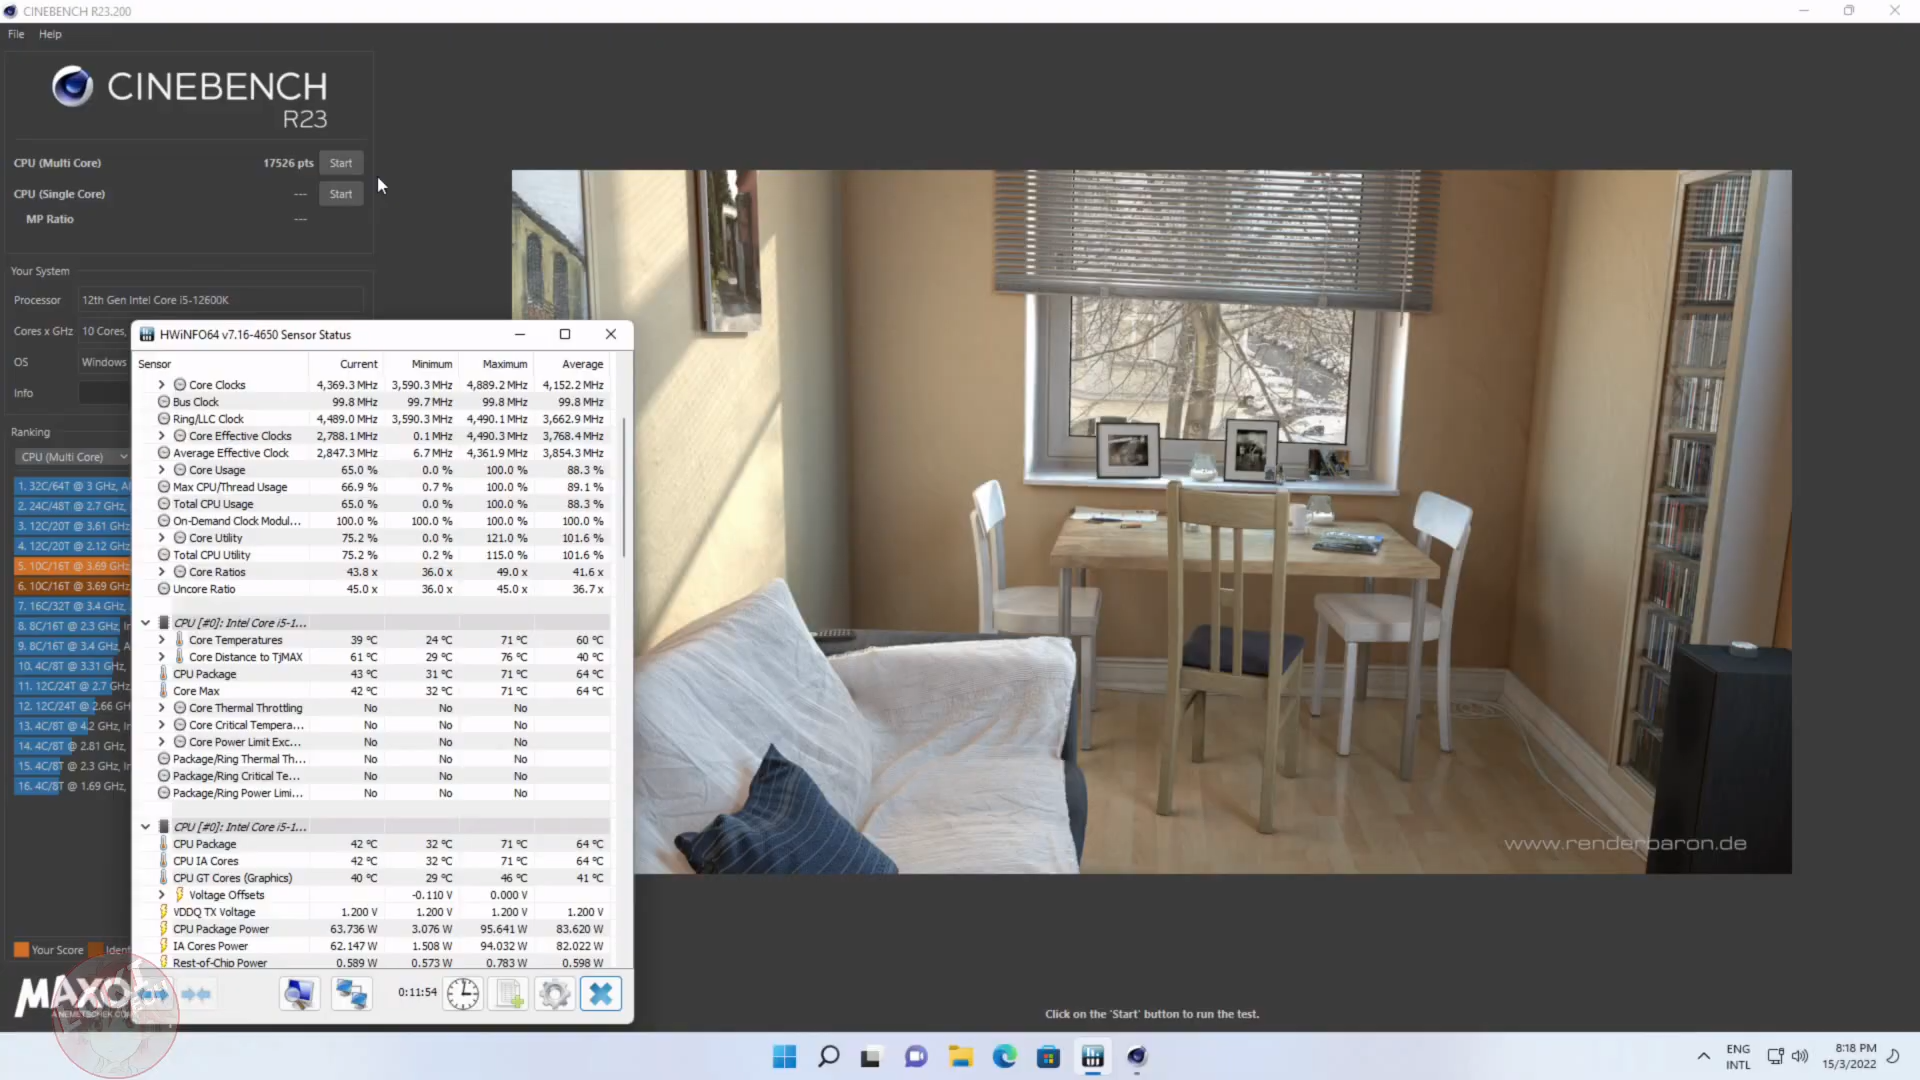 CINEBENCH R23.200
File Help
CINEBENCH
R23
CPU (Multi Core) 17526 pts Start
CPU (Single Core) --- Start
MP Ratio ---
Your System
Processor 12th Gen Intel Core i5-12600K
Cores x GHz 10 Cores,
OS Windows
Info
Ranking
CPU (Multi Core)
1. 32C/64T @ 3 GHz,
2. 24C/48T @ 2.7 GHz,
3. 12C/20T @ 3.61 GHz
4. 12C/20T @ 2.12 GHz
5. 10C/16T @ 3.69 GHz
6. 10C/16T @ 3.69 GHz
7. 16C/32T @ 3.4 GHz,
8. 8C/16T @ 2.3 GHz,
9. 8C/16T @ 3.4 GHz,
10. 4C/8T @ 3.31 GHz,
11. 12C/24T @ 2.7 GHz
12. 12C/24T @ 2.66 GHz
13. 4C/8T @ 4.2 GHz,
14. 4C/8T @ 2.81 GHz,
15. 4C/8T @ 2.3 GHz,
16. 4C/8T @ 1.69 GHz,
Your Score
HWiNFO64 v7.16-4650 Sensor Status
Sensor Current Minimum Maximum Average
Core Clocks 4,369.3 MHz 3,590.3 MHz 4,889.2 MHz 4,152.2 MHz
Bus Clock 99.8 MHz 99.7 MHz 99.8 MHz 99.8 MHz
Ring/LLC Clock 4,489.0 MHz 3,590.3 MHz 4,490.1 MHz 3,662.9 MHz
Core Effective Clocks 2,788.1 MHz 0.1 MHz 4,490.3 MHz 3,768.4 MHz
Average Effective Clock 2,847.3 MHz 6.7 MHz 4,361.9 MHz 3,854.3 MHz
Core Usage 65.0 % 0.0 % 100.0 % 88.3 %
Max CPU/Thread Usage 66.9 % 0.7 % 100.0 % 89.1 %
Total CPU Usage 65.0 % 0.0 % 100.0 % 88.3 %
On-Demand Clock Modul... 100.0 % 100.0 % 100.0 % 100.0 %
Core Utility 75.2 % 0.0 % 121.0 % 101.6 %
Total CPU Utility 75.2 % 0.2 % 115.0 % 101.6 %
Core Ratios 43.8 x 36.0 x 49.0 x 41.6 x
Uncore Ratio 45.0 x 36.0 x 45.0 x 36.7 x
CPU [#0]: Intel Core i5-1...
Core Temperatures 39 °C 24 °C 71 °C 60 °C
Core Distance to TjMAX 61 °C 29 °C 76 °C 40 °C
CPU Package 43 °C 31 °C 71 °C 64 °C
Core Max 42 °C 32 °C 71 °C 64 °C
Core Thermal Throttling No No No
Core Critical Tempera... No No No
Core Power Limit Exc... No No No
Package/Ring Thermal Th... No No No
Package/Ring Critical Te... No No No
Package/Ring Power Limi... No No No
CPU [#0]: Intel Core i5-1...
CPU Package 42 °C 32 °C 71 °C 64 °C
CPU IA Cores 42 °C 32 °C 71 °C 64 °C
CPU GT Cores (Graphics) 40 °C 29 °C 46 °C 41 °C
Voltage Offsets -0.110 V 0.000 V
VDDQ TX Voltage 1.200 V 1.200 V 1.200 V 1.200 V
CPU Package Power 63.736 W 3.076 W 95.641 W 83.620 W
IA Cores Power 62.147 W 1.508 W 94.032 W 82.022 W
Rest-of-Chip Power 0.589 W 0.573 W 0.783 W 0.598 W
0:11:54
www.renderbaron.de
Click on the 'Start' button to run the test.
ENG
INTL
8:18 PM
15/3/2022